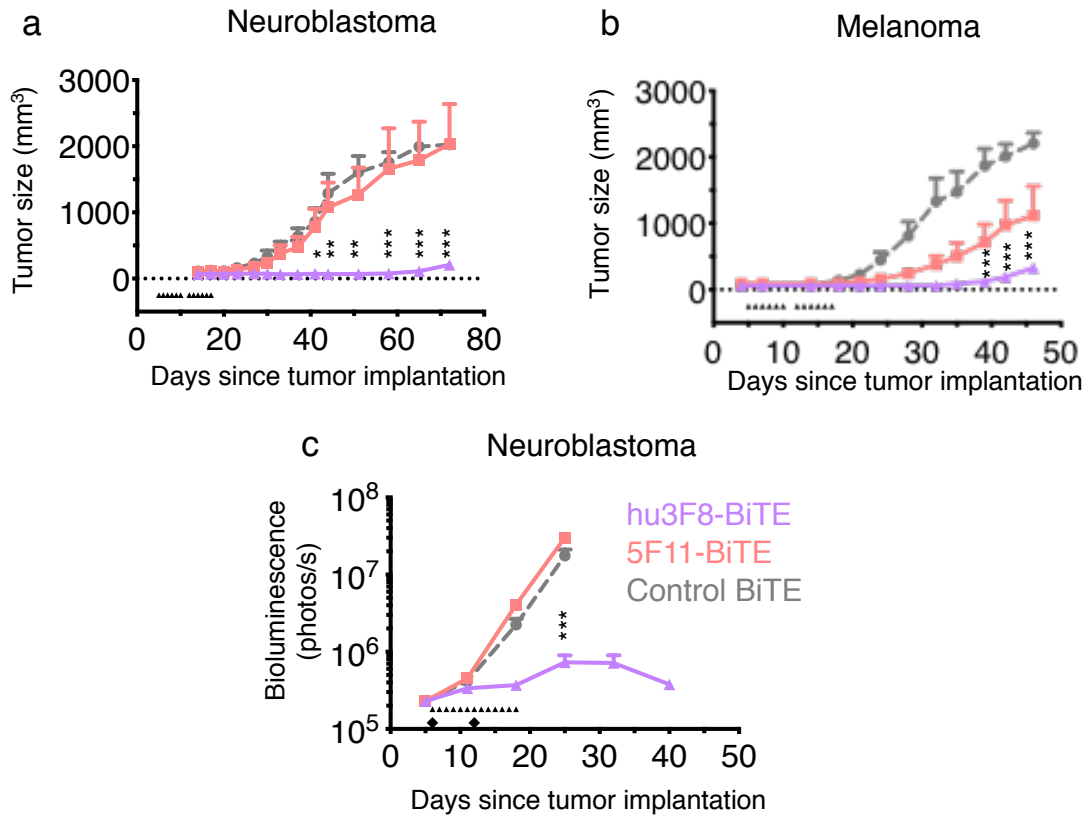 a
Neuroblastoma
Tumor size (mm³)
3000
2000
1000
0
* ** ** *** *** ***
0 20 40 60 80
Days since tumor implantation
b
Melanoma
Tumor size (mm³)
3000
2000
1000
0
*** *** ***
0 10 20 30 40 50
Days since tumor implantation
c
Neuroblastoma
Bioluminescence
(photos/s)
10⁸
10⁷
10⁶
10⁵
***
hu3F8-BiTE
5F11-BiTE
Control BiTE
0 10 20 30 40 50
Days since tumor implantation